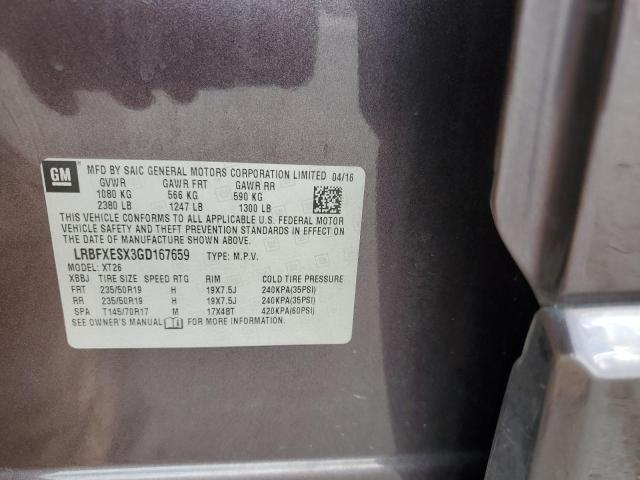 GM MFD BY SAIC GENERAL MOTORS CORPORATION LIMITED 04/16
GVWR GAWR FRT GAWR RR
1080 KG 566 KG 590 KG
2380 LB 1247 LB 1300 LB
THIS VEHICLE CONFORMS TO ALL APPLICABLE U.S. FEDERAL MOTOR
VEHICLE SAFETY AND THEFT PREVENTION STANDARDS IN EFFECT ON
THE DATE OF MANUFACTURE SHOWN ABOVE.
LRBFXESX3GD167659 TYPE: M.P.V.
MODEL: XT26
XBBJ TIRE SIZE SPEED RTG RIM COLD TIRE PRESSURE
FRT 235/50R19 H 19X7.5J 240KPA(35PSI)
RR 235/50R19 H 19X7.5J 240KPA(35PSI)
SPA T145/70R17 M 17X4BT 420KPA(60PSI)
SEE OWNER'S MANUAL FOR MORE INFORMATION.